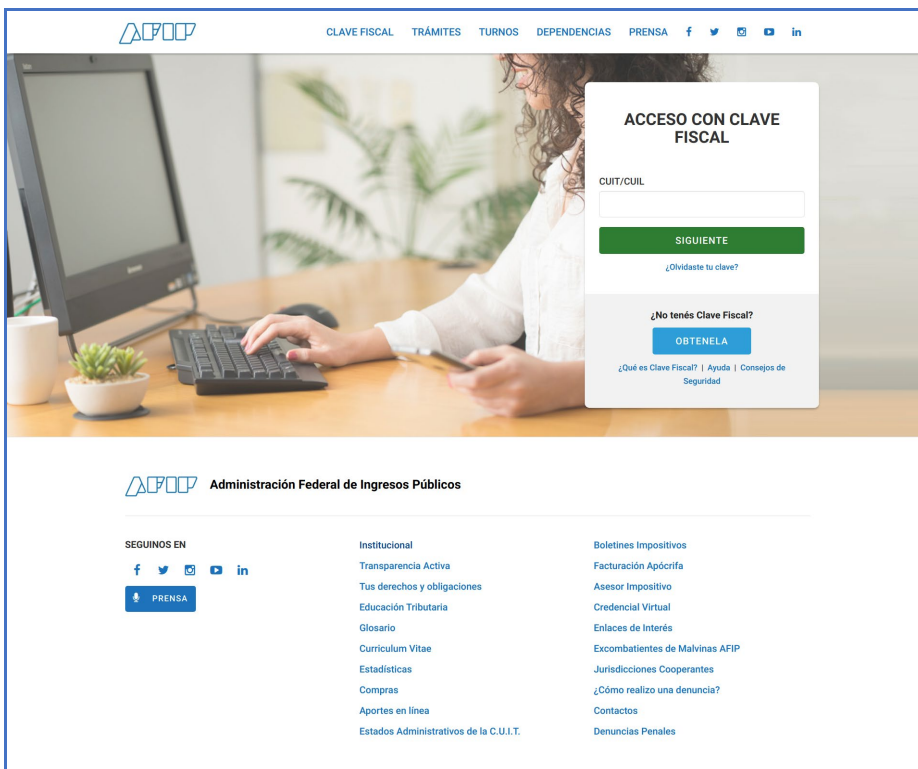 AFIP
CLAVE FISCAL TRÁMITES TURNOS DEPENDENCIAS PRENSA
ACCESO CON CLAVE
FISCAL
CUIT/CUIL
SIGUIENTE
¿Olvidaste tu clave?
¿No tenés Clave Fiscal?
OBTENELA
¿Qué es Clave Fiscal? | Ayuda | Consejos de
Seguridad
AFIP Administración Federal de Ingresos Públicos
SEGUINOS EN
PRENSA
Institucional
Transparencia Activa
Tus derechos y obligaciones
Educación Tributaria
Glosario
Curriculum Vitae
Estadísticas
Compras
Aportes en línea
Estados Administrativos de la C.U.I.T.
Boletines Impositivos
Facturación Apócrifa
Asesor Impositivo
Credencial Virtual
Enlaces de Interés
Excombatientes de Malvinas AFIP
Jurisdicciones Cooperantes
¿Cómo realizo una denuncia?
Contactos
Denuncias Penales